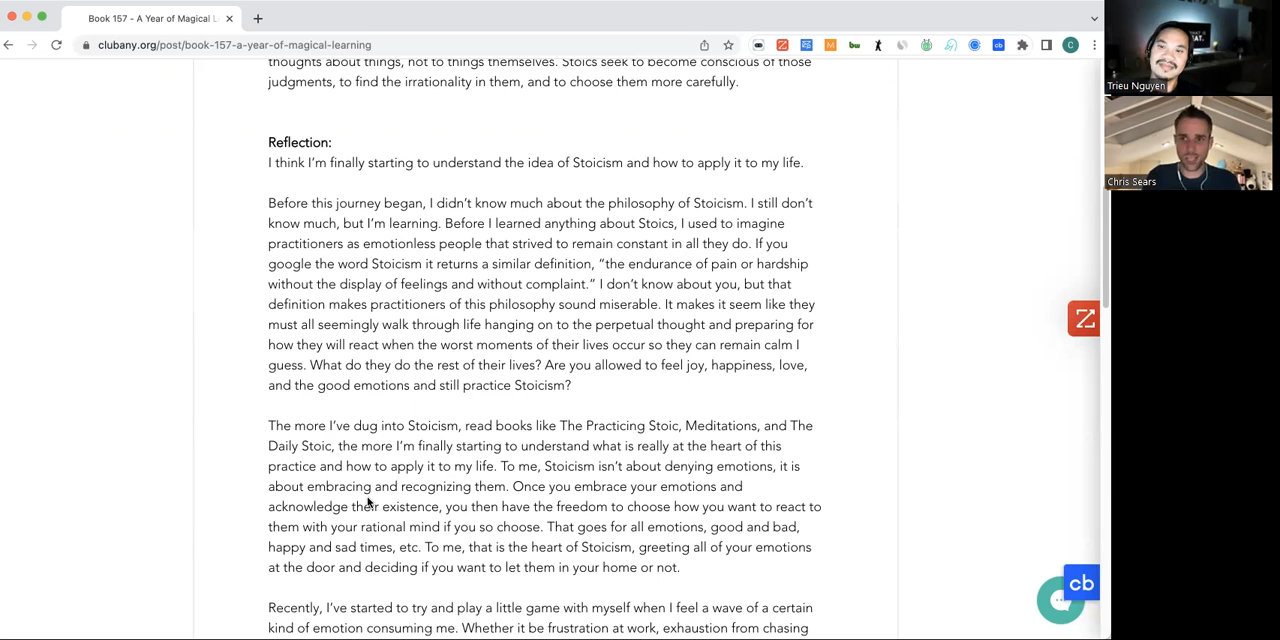 Book 157 - A Year of Magical L
clubany.org/post/book-157-a-year-of-magical-learning
C
thoughts about things, not to things themselves. Stoics seek to become conscious of those
judgments, to find the irrationality in them, and to choose them more carefully.
Reflection:
I think I'm finally starting to understand the idea of Stoicism and how to apply it to my life.
Before this journey began, I didn't know much about the philosophy of Stoicism. I still don't
know much, but I'm learning. Before I learned anything about Stoics, I used to imagine
practitioners as emotionless people that strived to remain constant in all they do. If you
google the word Stoicism it returns a similar definition, "the endurance of pain or hardship
without the display of feelings and without complaint." I don't know about you, but that
definition makes practitioners of this philosophy sound miserable. It makes it seem like they
must all seemingly walk through life hanging on to the perpetual thought and preparing for
how they will react when the worst moments of their lives occur so they can remain calm I
guess. What do they do the rest of their lives? Are you allowed to feel joy, happiness, love,
and the good emotions and still practice Stoicism?
The more I've dug into Stoicism, read books like The Practicing Stoic, Meditations, and The
Daily Stoic, the more I'm finally starting to understand what is really at the heart of this
practice and how to apply it to my life. To me, Stoicism isn't about denying emotions, it is
about embracing and recognizing them. Once you embrace your emotions and
acknowledge their existence, you then have the freedom to choose how you want to react to
them with your rational mind if you so choose. That goes for all emotions, good and bad,
happy and sad times, etc. To me, that is the heart of Stoicism, greeting all of your emotions
at the door and deciding if you want to let them in your home or not.
Recently, I've started to try and play a little game with myself when I feel a wave of a certain
kind of emotion consuming me. Whether it be frustration at work, exhaustion from chasing
cb
Trieu Nguyen
Chris Sears